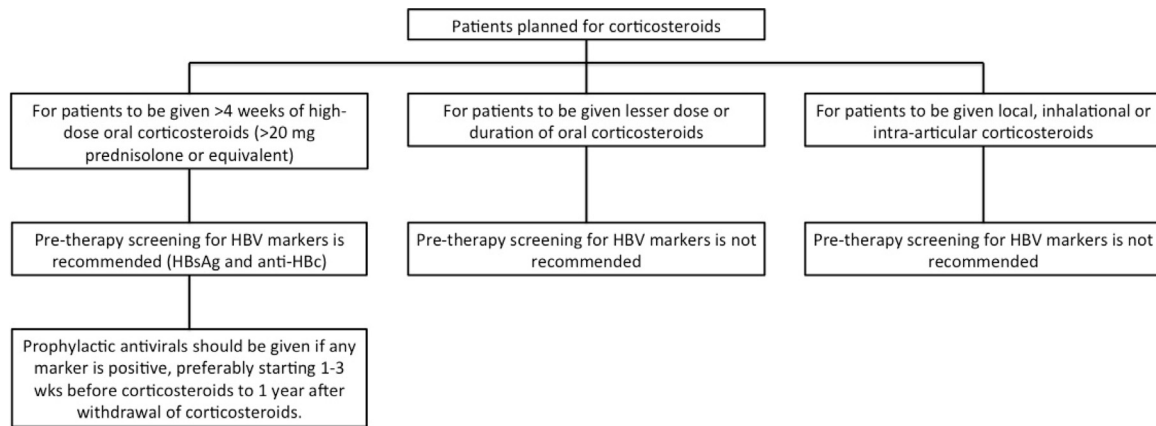 Patients planned for corticosteroids
For patients to be given >4 weeks of high-
dose oral corticosteroids (>20 mg
prednisolone or equivalent)
For patients to be given lesser dose or
duration of oral corticosteroids
For patients to be given local, inhalational or
intra-articular corticosteroids
Pre-therapy screening for HBV markers is
recommended (HBsAg and anti-HBc)
Pre-therapy screening for HBV markers is not
recommended
Pre-therapy screening for HBV markers is not
recommended
Prophylactic antivirals should be given if any
marker is positive, preferably starting 1-3
wks before corticosteroids to 1 year after
withdrawal of corticosteroids.